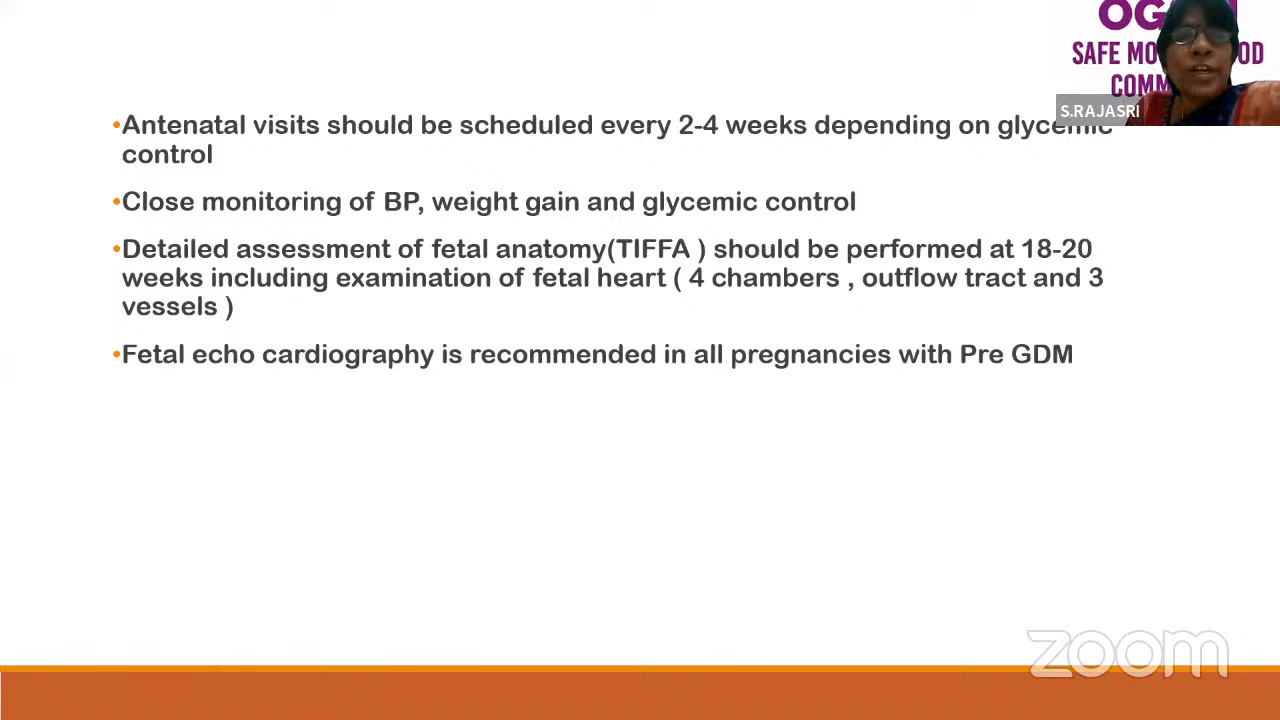 SAFE
COM
S.RAJASRI
•Antenatal visits should be scheduled every 2-4 weeks depending on glycemic
control
•Close monitoring of BP, weight gain and glycemic control
•Detailed assessment of fetal anatomy(TIFFA ) should be performed at 18-20
weeks including examination of fetal heart ( 4 chambers , outflow tract and 3
vessels )
•Fetal echo cardiography is recommended in all pregnancies with Pre GDM
zoom